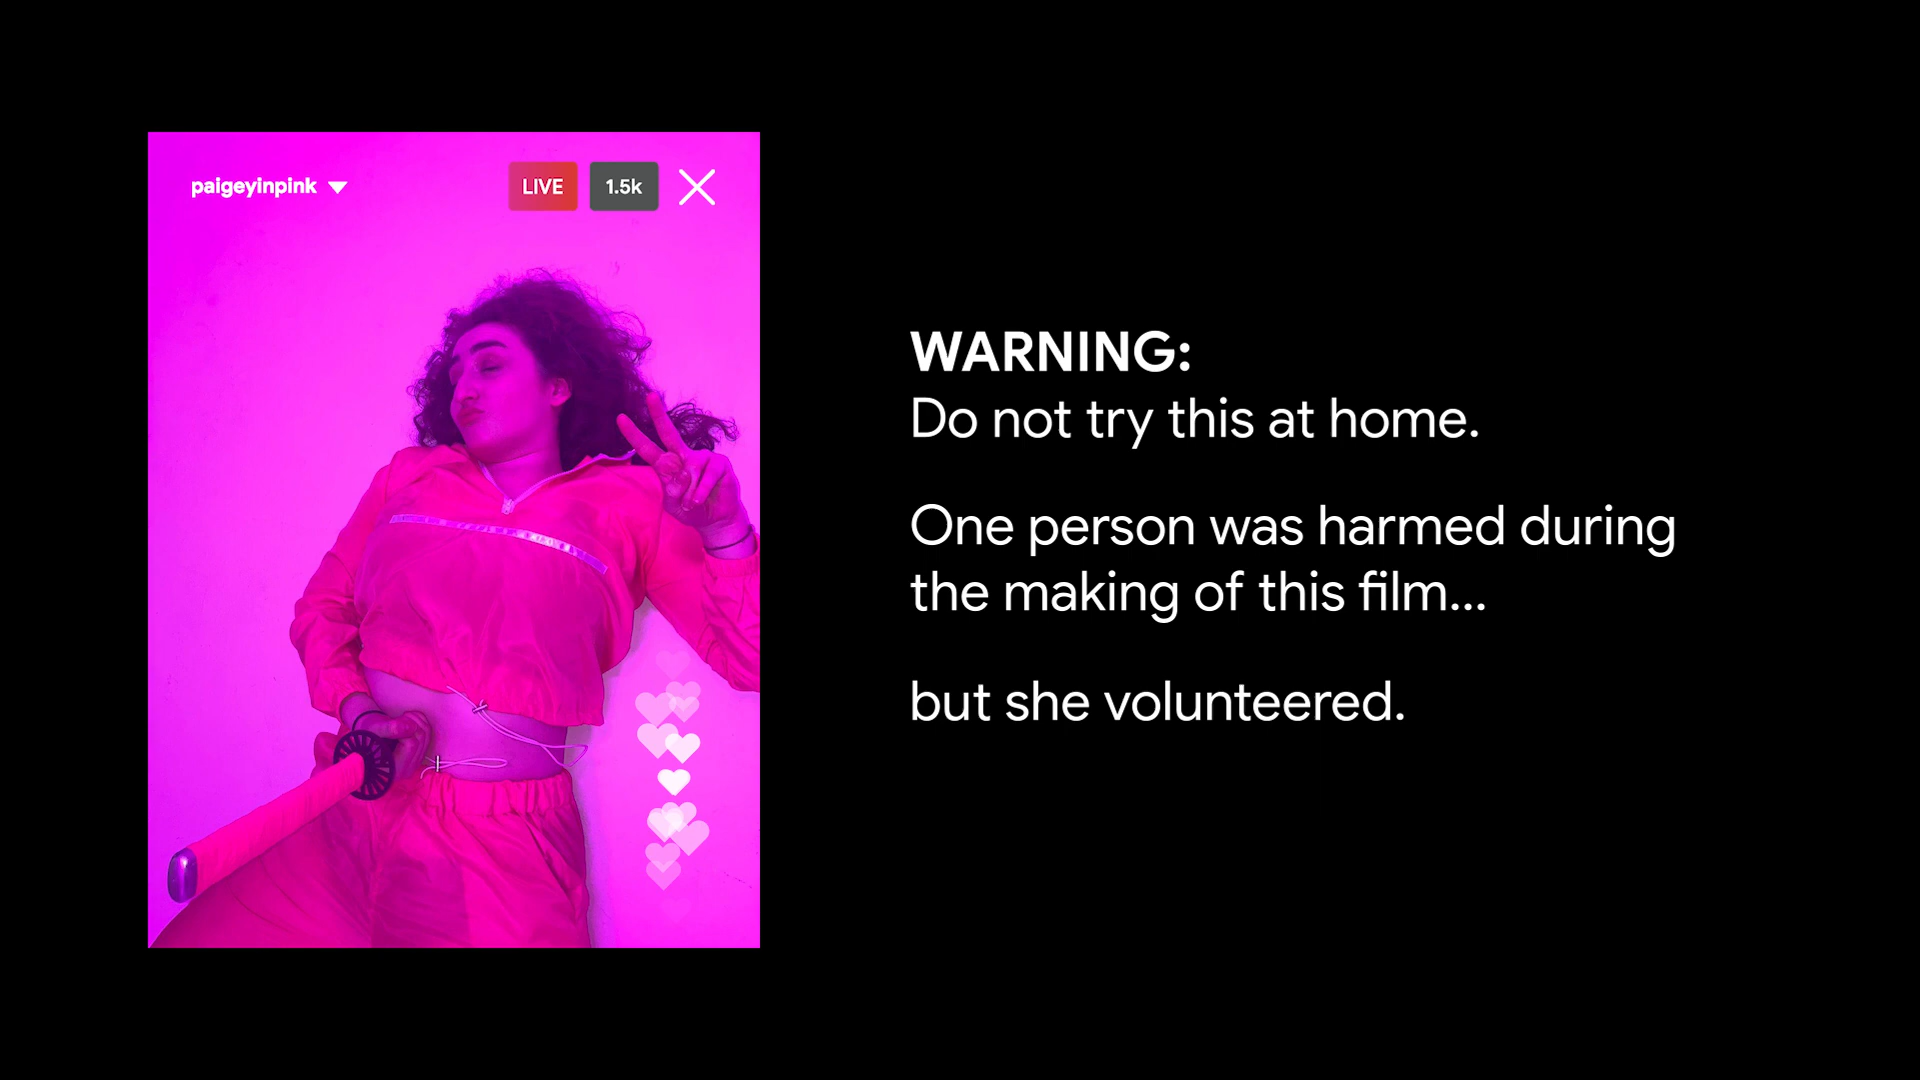 paigeyinpink
LIVE
1.5k
WARNING:
Do not try this at home.
One person was harmed during
the making of this film...
but she volunteered.